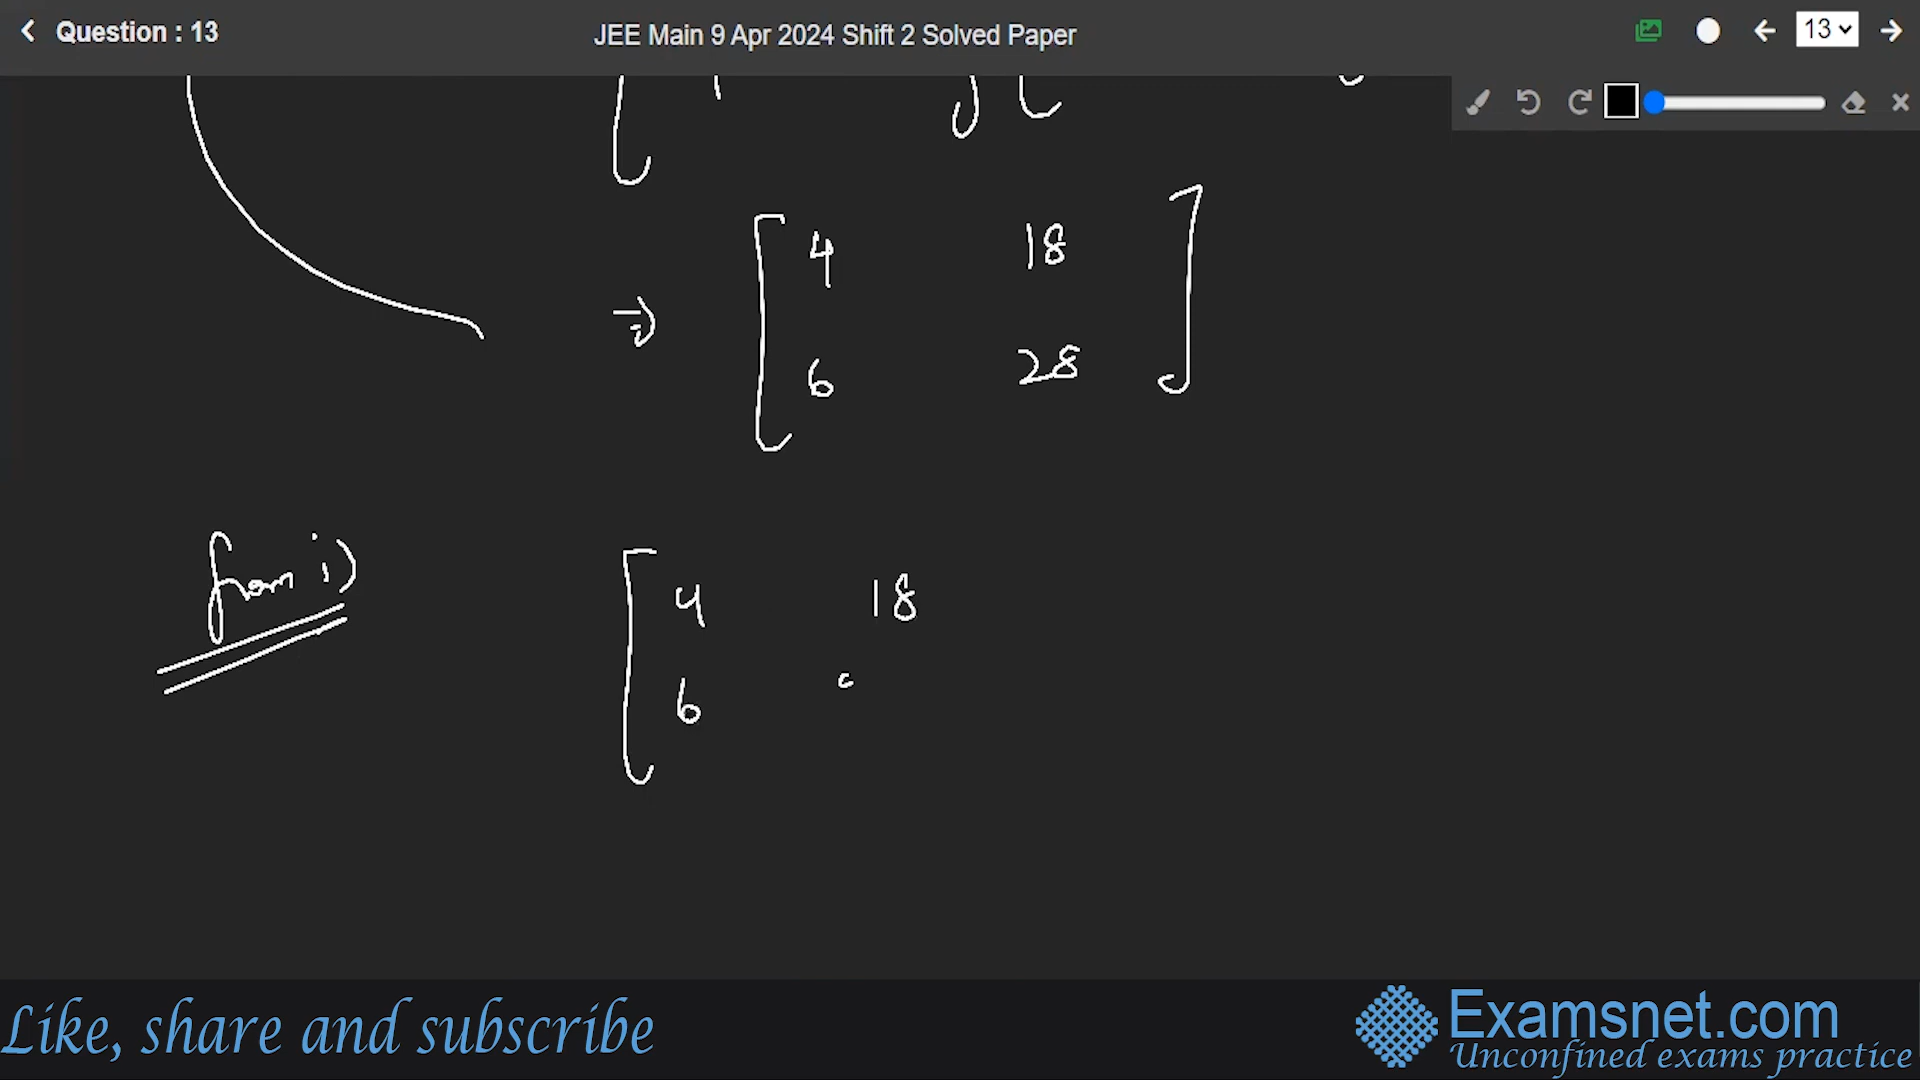 Question : 13
JEE Main 9 Apr 2024 Shift 2 Solved Paper
13
4 18
⇒
6 28
from i)
4 18
6
Like, share and subscribe
Examsnet.com
Unconfined exams practice